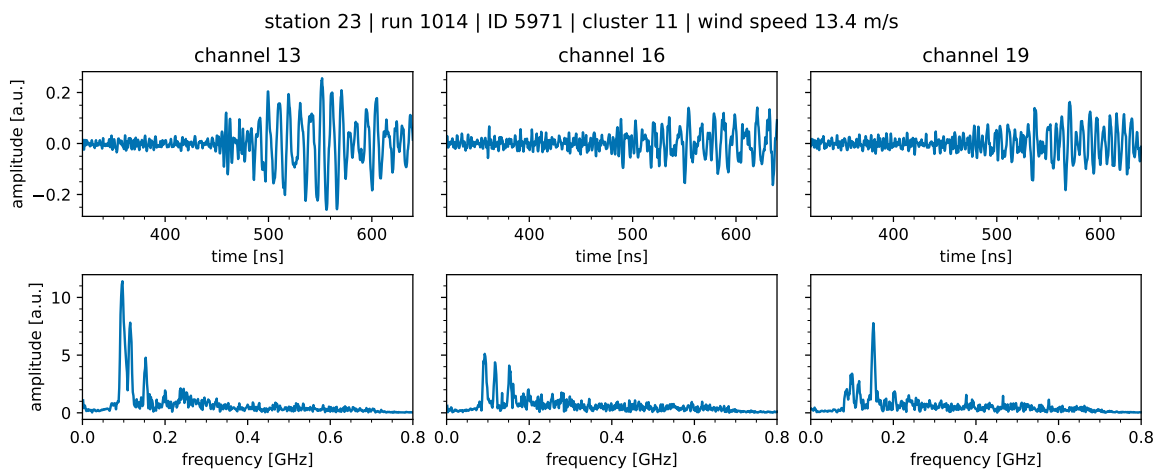 station 23 | run 1014 | ID 5971 | cluster 11 | wind speed 13.4 m/s
channel 13 channel 16 channel 19
amplitude [a.u.]
0.2
0.0
−0.2
400 500 600 400 500 600 400 500 600
time [ns] time [ns] time [ns]
amplitude [a.u.]
10
5
0
0.0 0.2 0.4 0.6 0.8 0.0 0.2 0.4 0.6 0.8 0.0 0.2 0.4 0.6 0.8
frequency [GHz] frequency [GHz] frequency [GHz]